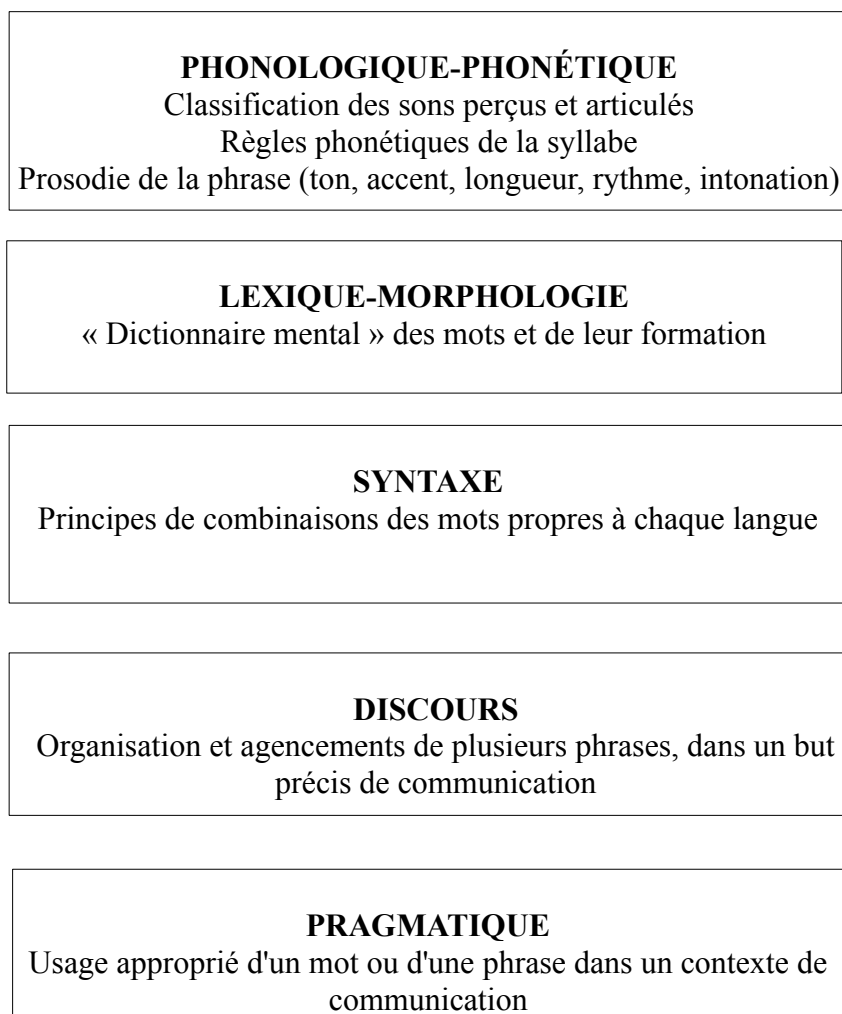 PHONOLOGIQUE-PHONÉTIQUE
Classification des sons perçus et articulés
Règles phonétiques de la syllabe
Prosodie de la phrase (ton, accent, longueur, rythme, intonation)
LEXIQUE-MORPHOLOGIE
« Dictionnaire mental » des mots et de leur formation
SYNTAXE
Principes de combinaisons des mots propres à chaque langue
DISCOURS
Organisation et agencements de plusieurs phrases, dans un but
précis de communication
PRAGMATIQUE
Usage approprié d'un mot ou d'une phrase dans un contexte de
communication